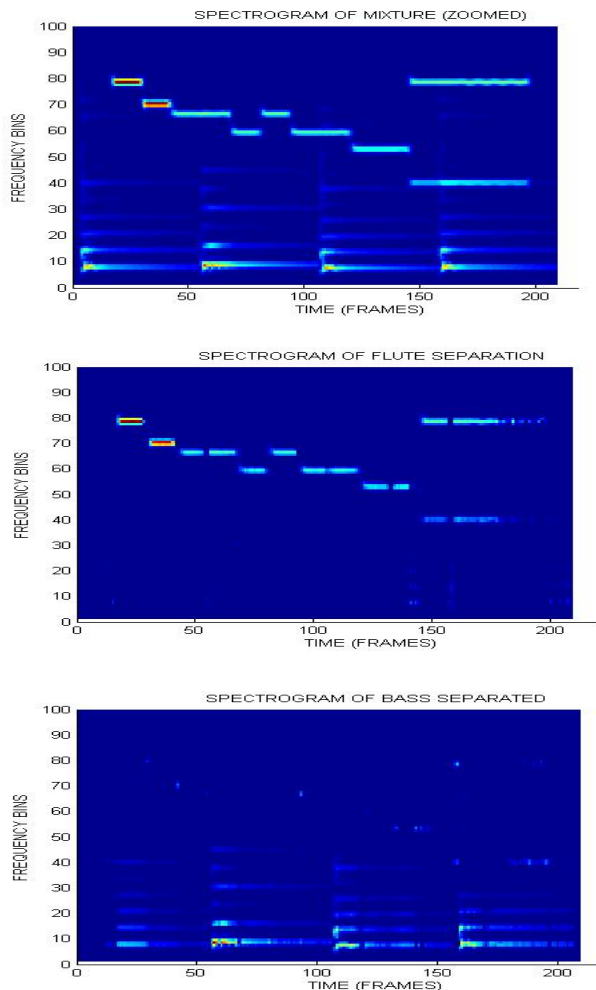 SPECTROGRAM OF MIXTURE (ZOOMED)
100
90
80
70
60
50
40
30
20
10
0
FREQUENCY BINS
0 50 100 150 200
TIME (FRAMES)
SPECTROGRAM OF FLUTE SEPARATION
100
90
80
70
60
50
40
30
20
10
0
FREQUENCY BINS
0 50 100 150 200
TIME (FRAMES)
SPECTROGRAM OF BASS SEPARATED
100
90
80
70
60
50
40
30
20
10
0
FREQUENCY BINS
0 50 100 150 200
TIME (FRAMES)